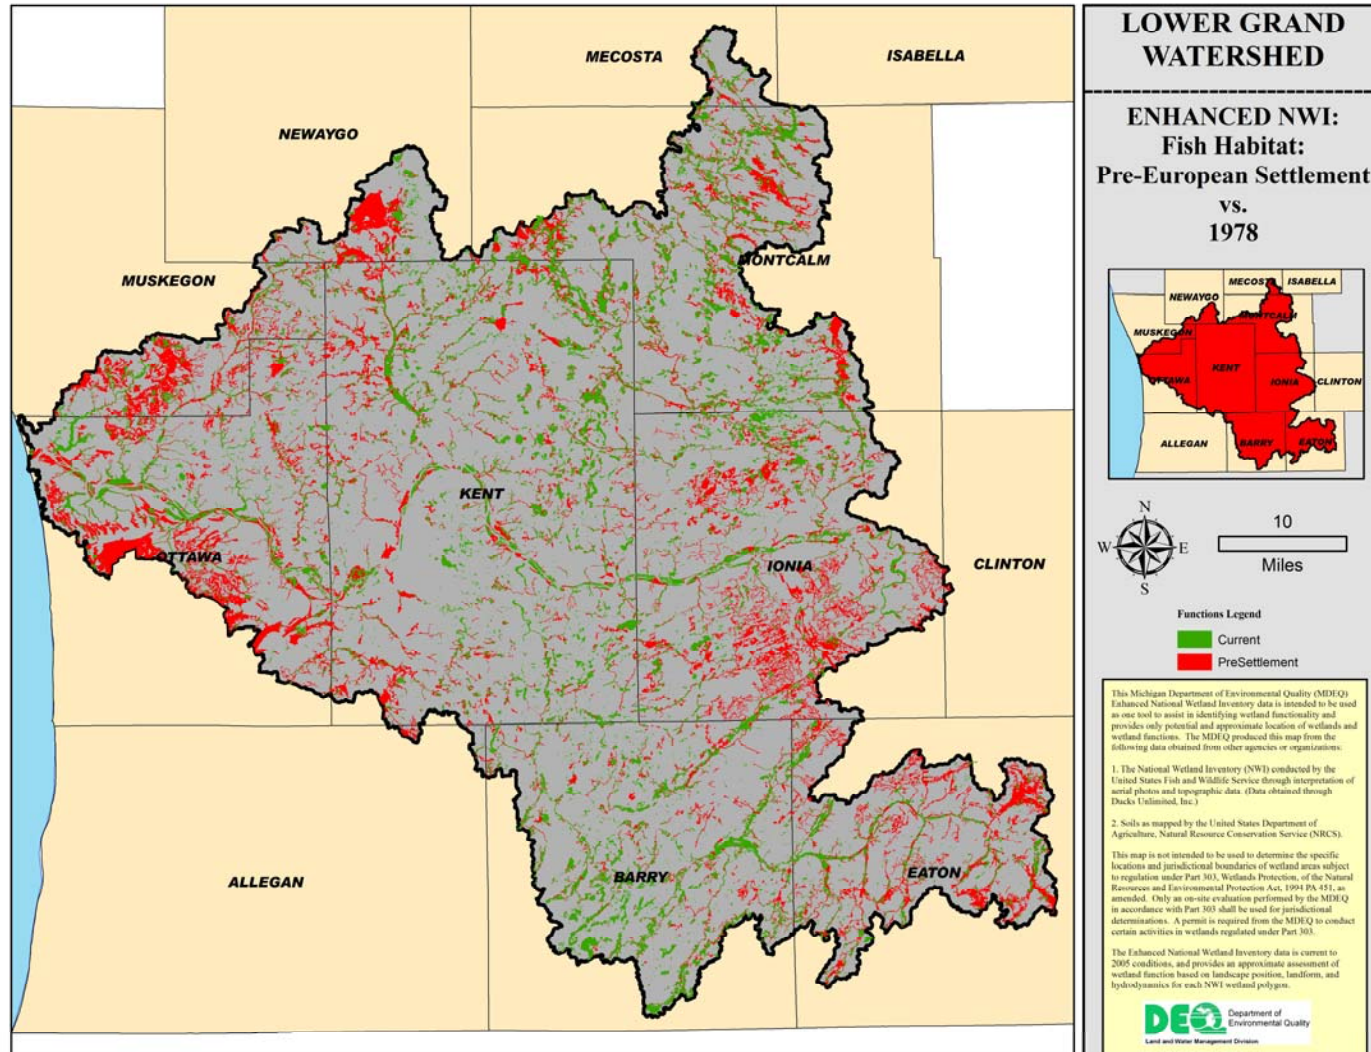 MECOSTA
ISABELLA
NEWAYGO
MUSKEGON
MONTCALM
KENT
OTTAWA
IONIA
CLINTON
ALLEGAN
BARRY
EATON
LOWER GRAND
WATERSHED
ENHANCED NWI:
Fish Habitat:
Pre-European Settlement
vs.
1978
MECOSTA
ISABELLA
NEWAYGO
MONTCALM
MUSKEGON
OTTAWA
KENT
IONIA
CLINTON
ALLEGAN
BARRY
EATON
N
W
E
S
10
Miles
Functions Legend
Current
PreSettlement
This Michigan Department of Environmental Quality (MDEQ)
Enhanced National Wetland Inventory data is intended to be used
as one tool to assist in identifying wetland functionality and
provides only potential and approximate location of wetlands and
wetland functions. The MDEQ produced this map from the
following data obtained from other agencies or organizations:
1. The National Wetland Inventory (NWI) conducted by the
United States Fish and Wildlife Service through interpretation of
aerial photos and topographic data. (Data obtained through
Ducks Unlimited, Inc.)
2. Soils as mapped by the United States Department of
Agriculture, Natural Resource Conservation Service (NRCS).
This map is not intended to be used to determine the specific
locations and jurisdictional boundaries of wetland areas subject
to regulation under Part 303, Wetlands Protection, of the Natural
Resources and Environmental Protection Act, 1994 PA 451, as
amended. Only an on-site evaluation performed by the MDEQ
in accordance with Part 303 shall be used for jurisdictional
determinations. A permit is required from the MDEQ to conduct
certain activities in wetlands regulated under Part 303.
The Enhanced National Wetland Inventory data is current to
2005 conditions, and provides an approximate assessment of
wetland function based on landscape position, landform, and
hydrodynamics for each NWI wetland polygon.
DEQ
Department of
Environmental Quality
Land and Water Management Division